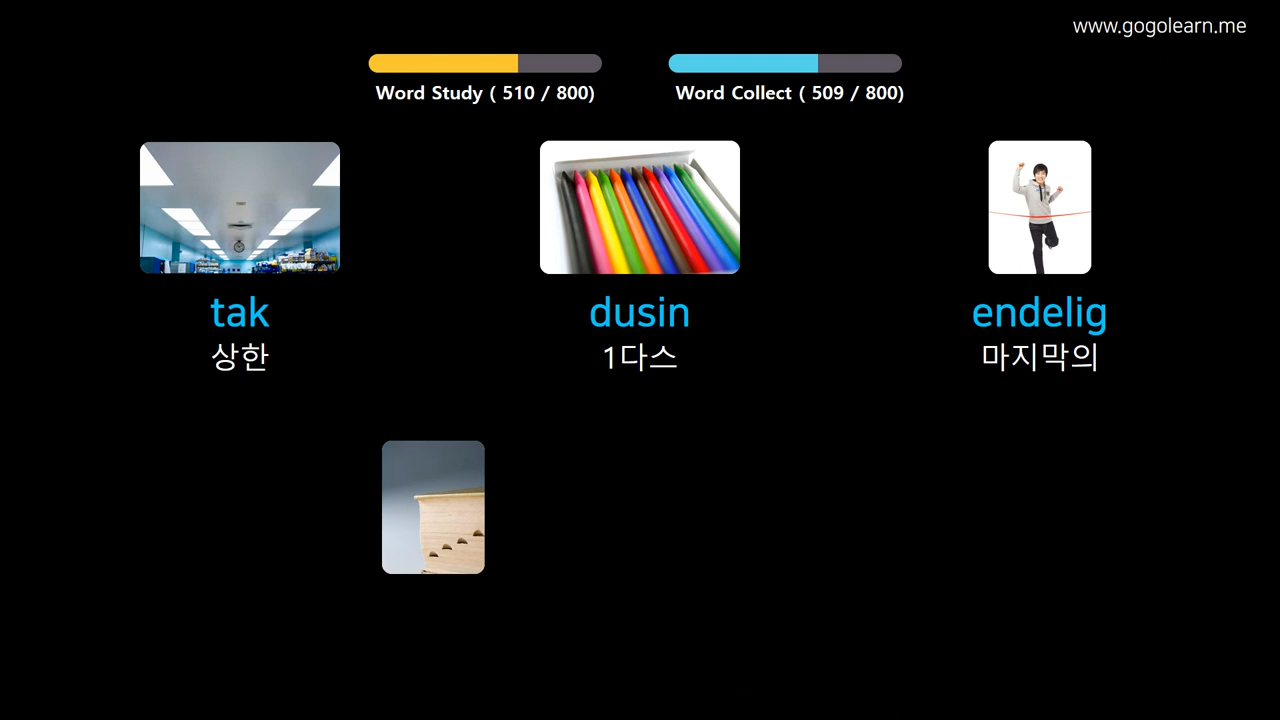 www.gogolearn.me
Word Study ( 510 / 800)
Word Collect ( 509 / 800)
tak
dusin
endelig
상한
1다스
마지막의